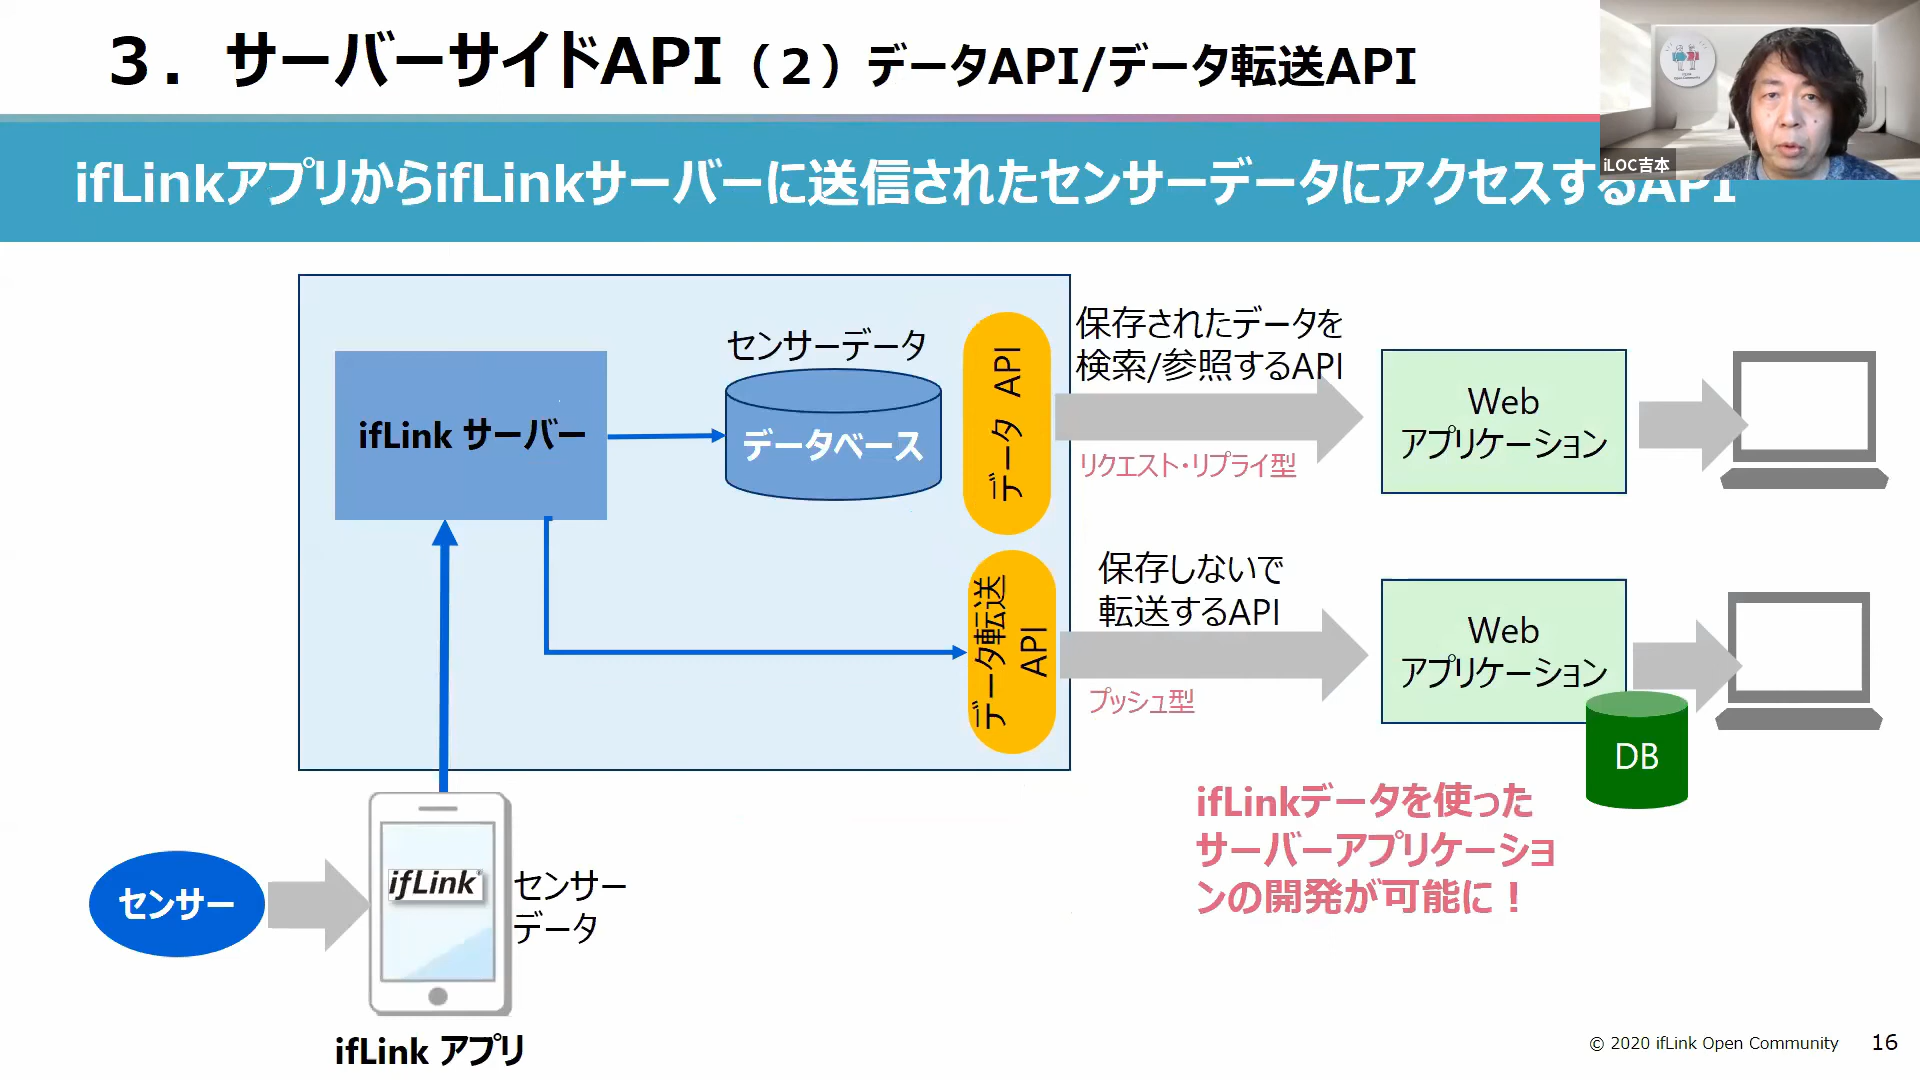 3．サーバーサイドAPI（２）データAPI/データ転送API
iLOC吉本
ifLinkアプリからifLinkサーバーに送信されたセンサーデータにアクセスするAPI
センサーデータ
ifLink サーバー
データベース
データ API
保存されたデータを
検索/参照するAPI
リクエスト・リプライ型
Web
アプリケーション
データ転送
API
保存しないで
転送するAPI
プッシュ型
Web
アプリケーション
DB
ifLinkデータを使った
サーバーアプリケーショ
ンの開発が可能に！
センサー
ifLink
センサー
データ
ifLink アプリ
© 2020 ifLink Open Community
16